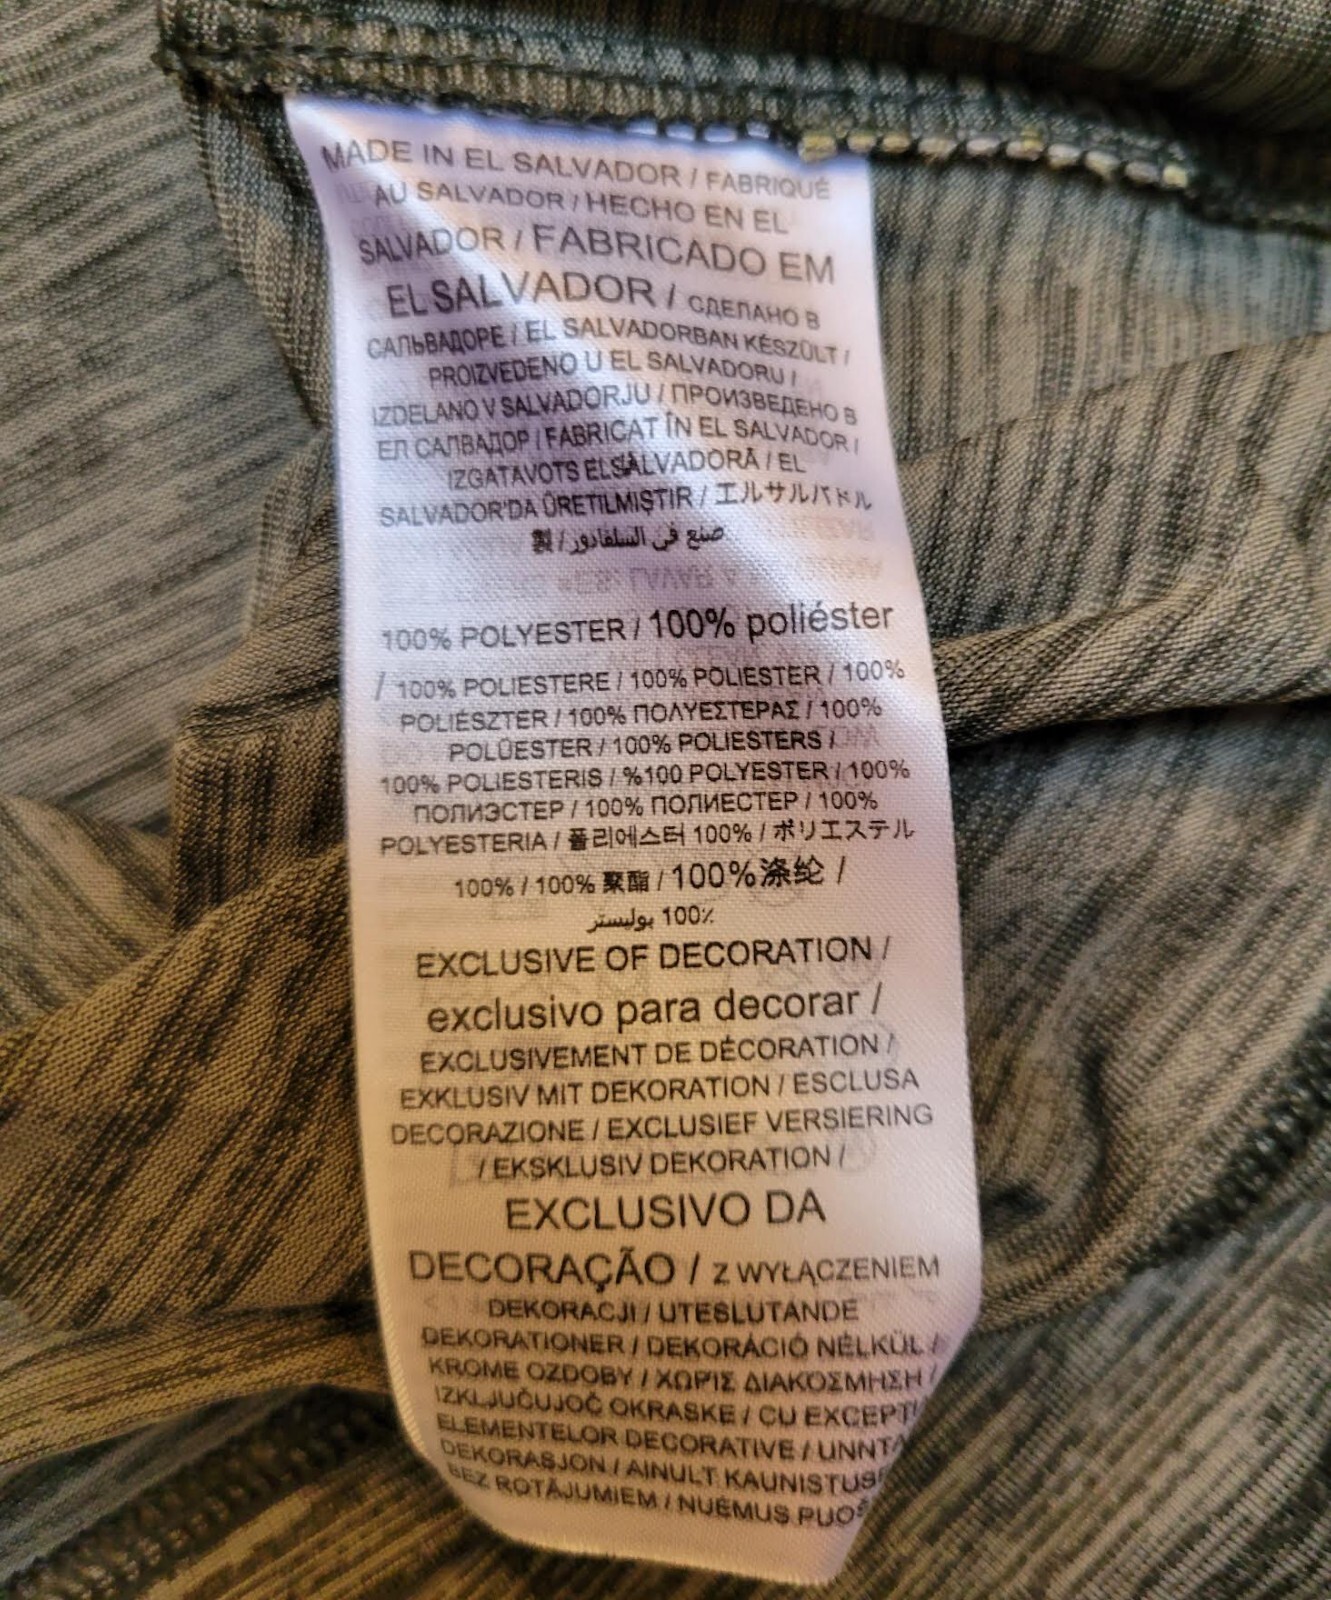 MADE IN EL SALVADOR / FABRIQUÉ
AU SALVADOR / HECHO EN EL
SALVADOR / FABRICADO EM
EL SALVADOR / СДЕЛАНО В
САЛЬВАДОРЕ / EL SALVADORBAN KÉSZÜLT /
PROIZVEDENO U EL SALVADORU /
IZDELANO V SALVADORJU / ПРОИЗВЕДЕНО В
ЕЛ САЛВАДОР / FABRICAT ÎN EL SALVADOR /
IZGATAVOTS ELSALVADORĀ / EL
SALVADOR'DA ÜRETILMIŞTIR / エルサルバドル
製 / صنع في السلفادور
100% POLYESTER / 100% poliéster
/ 100% POLIESTERE / 100% POLIESTER / 100%
POLIÉSZTER / 100% ΠΟΛΥΕΣΤΕΡΑΣ / 100%
POLÜESTER / 100% POLIESTERS /
100% POLIESTERIS / %100 POLYESTER / 100%
ПОЛИЭСТЕР / 100% ПОЛИЕСТЕР / 100%
POLYESTERIA / 폴리에스터 100% / ポリエステル
100% / 100% 聚酯 / 100%涤纶 /
100٪ بوليستر
EXCLUSIVE OF DECORATION /
exclusivo para decorar /
EXCLUSIVEMENT DE DÉCORATION /
EXKLUSIV MIT DEKORATION / ESCLUSA
DECORAZIONE / EXCLUSIEF VERSIERING
/ EKSKLUSIV DEKORATION /
EXCLUSIVO DA
DECORAÇÃO / Z WYŁĄCZENIEM
DEKORACJI / UTESLUTANDE
DEKORATIONER / DEKORÁCIÓ NÉLKÜL /
KROME OZDOBY / ΧΩΡΙΣ ΔΙΑΚΟΣΜΗΣΗ /
IZKLJUČUJOČ OKRASKE / CU EXCEPȚI
ELEMENTELOR DECORATIVE / UNNTA
DEKORASJON / AINULT KAUNISTUSE
BEZ ROTĀJUMIEM / NUĖMUS PUOŠ